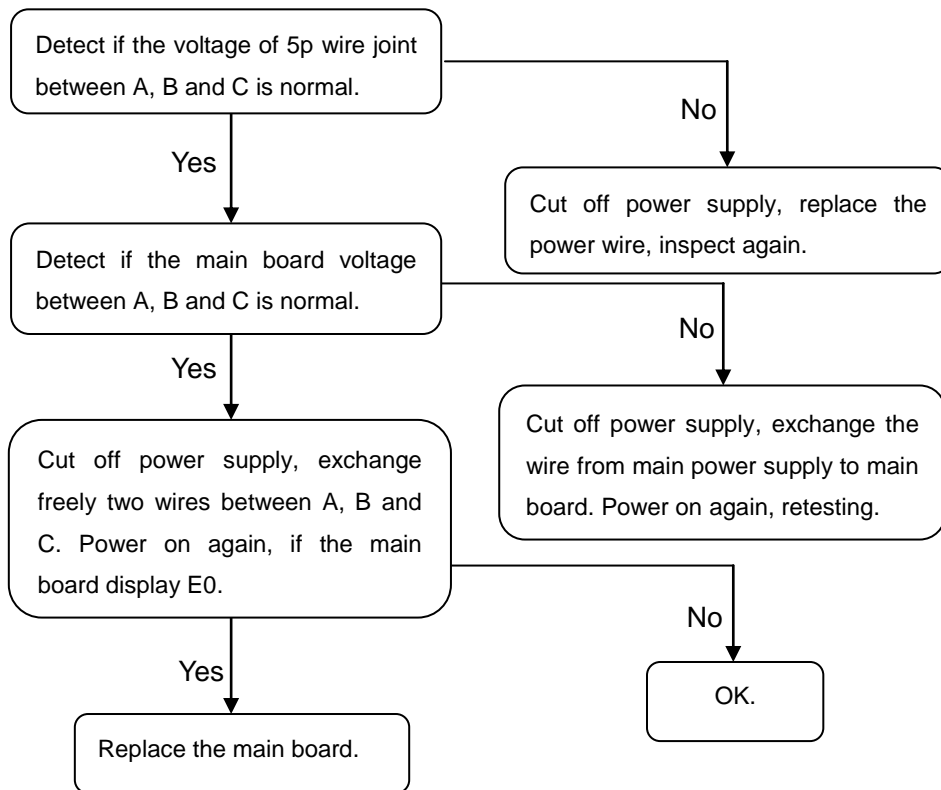 Detect if the voltage of 5p wire joint
between A, B and C is normal.
No
Yes
Cut off power supply, replace the
power wire, inspect again.
Detect if the main board voltage
between A, B and C is normal.
No
Yes
Cut off power supply, exchange the
wire from main power supply to main
board. Power on again, retesting.
Cut off power supply, exchange
freely two wires between A, B and
C. Power on again, if the main
board display E0.
No
Yes
OK.
Replace the main board.